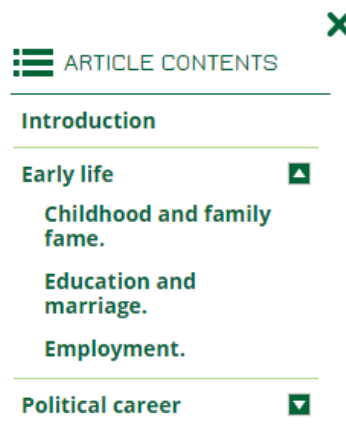 ARTICLE CONTENTS
Introduction
Early life
Childhood and family
fame.
Education and
marriage.
Employment.
Political career